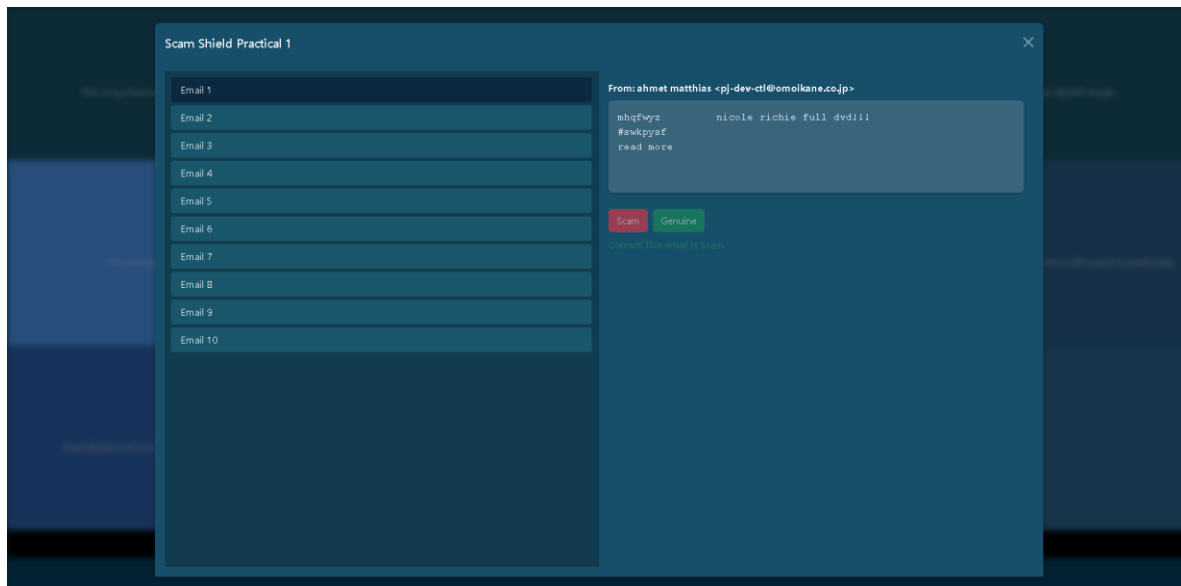 Scam Shield Practical 1
×
Email 1
Email 2
Email 3
Email 4
Email 5
Email 6
Email 7
Email 8
Email 9
Email 10
From: ahmet matthias <pj-dev-ctl@omoikane.co.jp>
mhqfwyz nicole richie full dvd!!!
#swkpysf
read more
Scam
Genuine
Correct! This email is Scam.